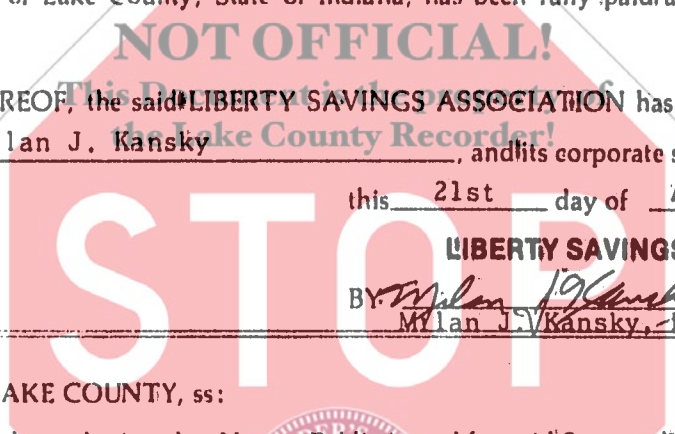 of Lake County, State of Indiana, has been fully paid
NOT OFFICIAL!
This Document is the property of
the Lake County Recorder!
REOF, the said LIBERTY SAVINGS ASSOCIATION has
lan J. Kansky, and its corporate s
this 21st day of
LIBERTY SAVINGS
BY Mylan J. Kansky
Mylan J. Kansky,
STOP
AKE COUNTY, ss: